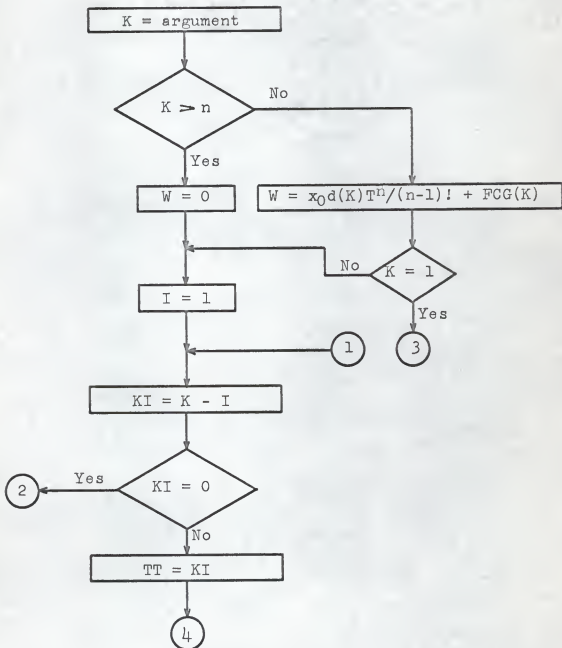 K = argument
K > n
No
Yes
W = 0
W = x₀d(K)Tⁿ/(n-1)! + FCG(K)
No
K = 1
I = 1
Yes
1
3
KI = K - I
Yes
KI = 0
2
No
TT = KI
4